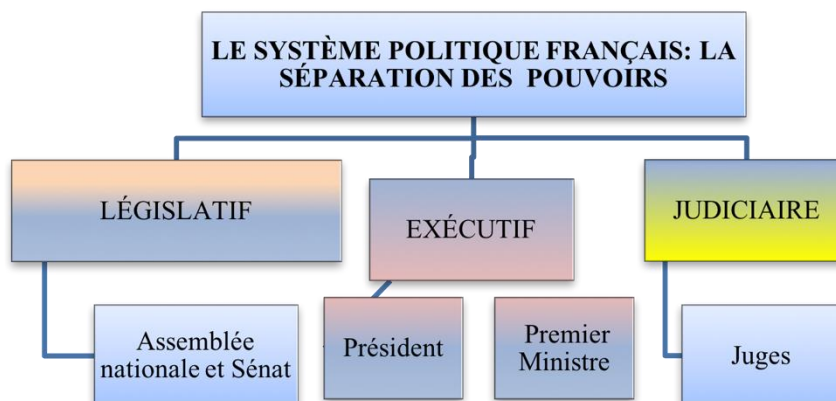 LE SYSTÈME POLITIQUE FRANÇAIS: LA
SÉPARATION DES POUVOIRS
LÉGISLATIF
EXÉCUTIF
JUDICIAIRE
Assemblée
nationale et Sénat
Président
Premier
Ministre
Juges